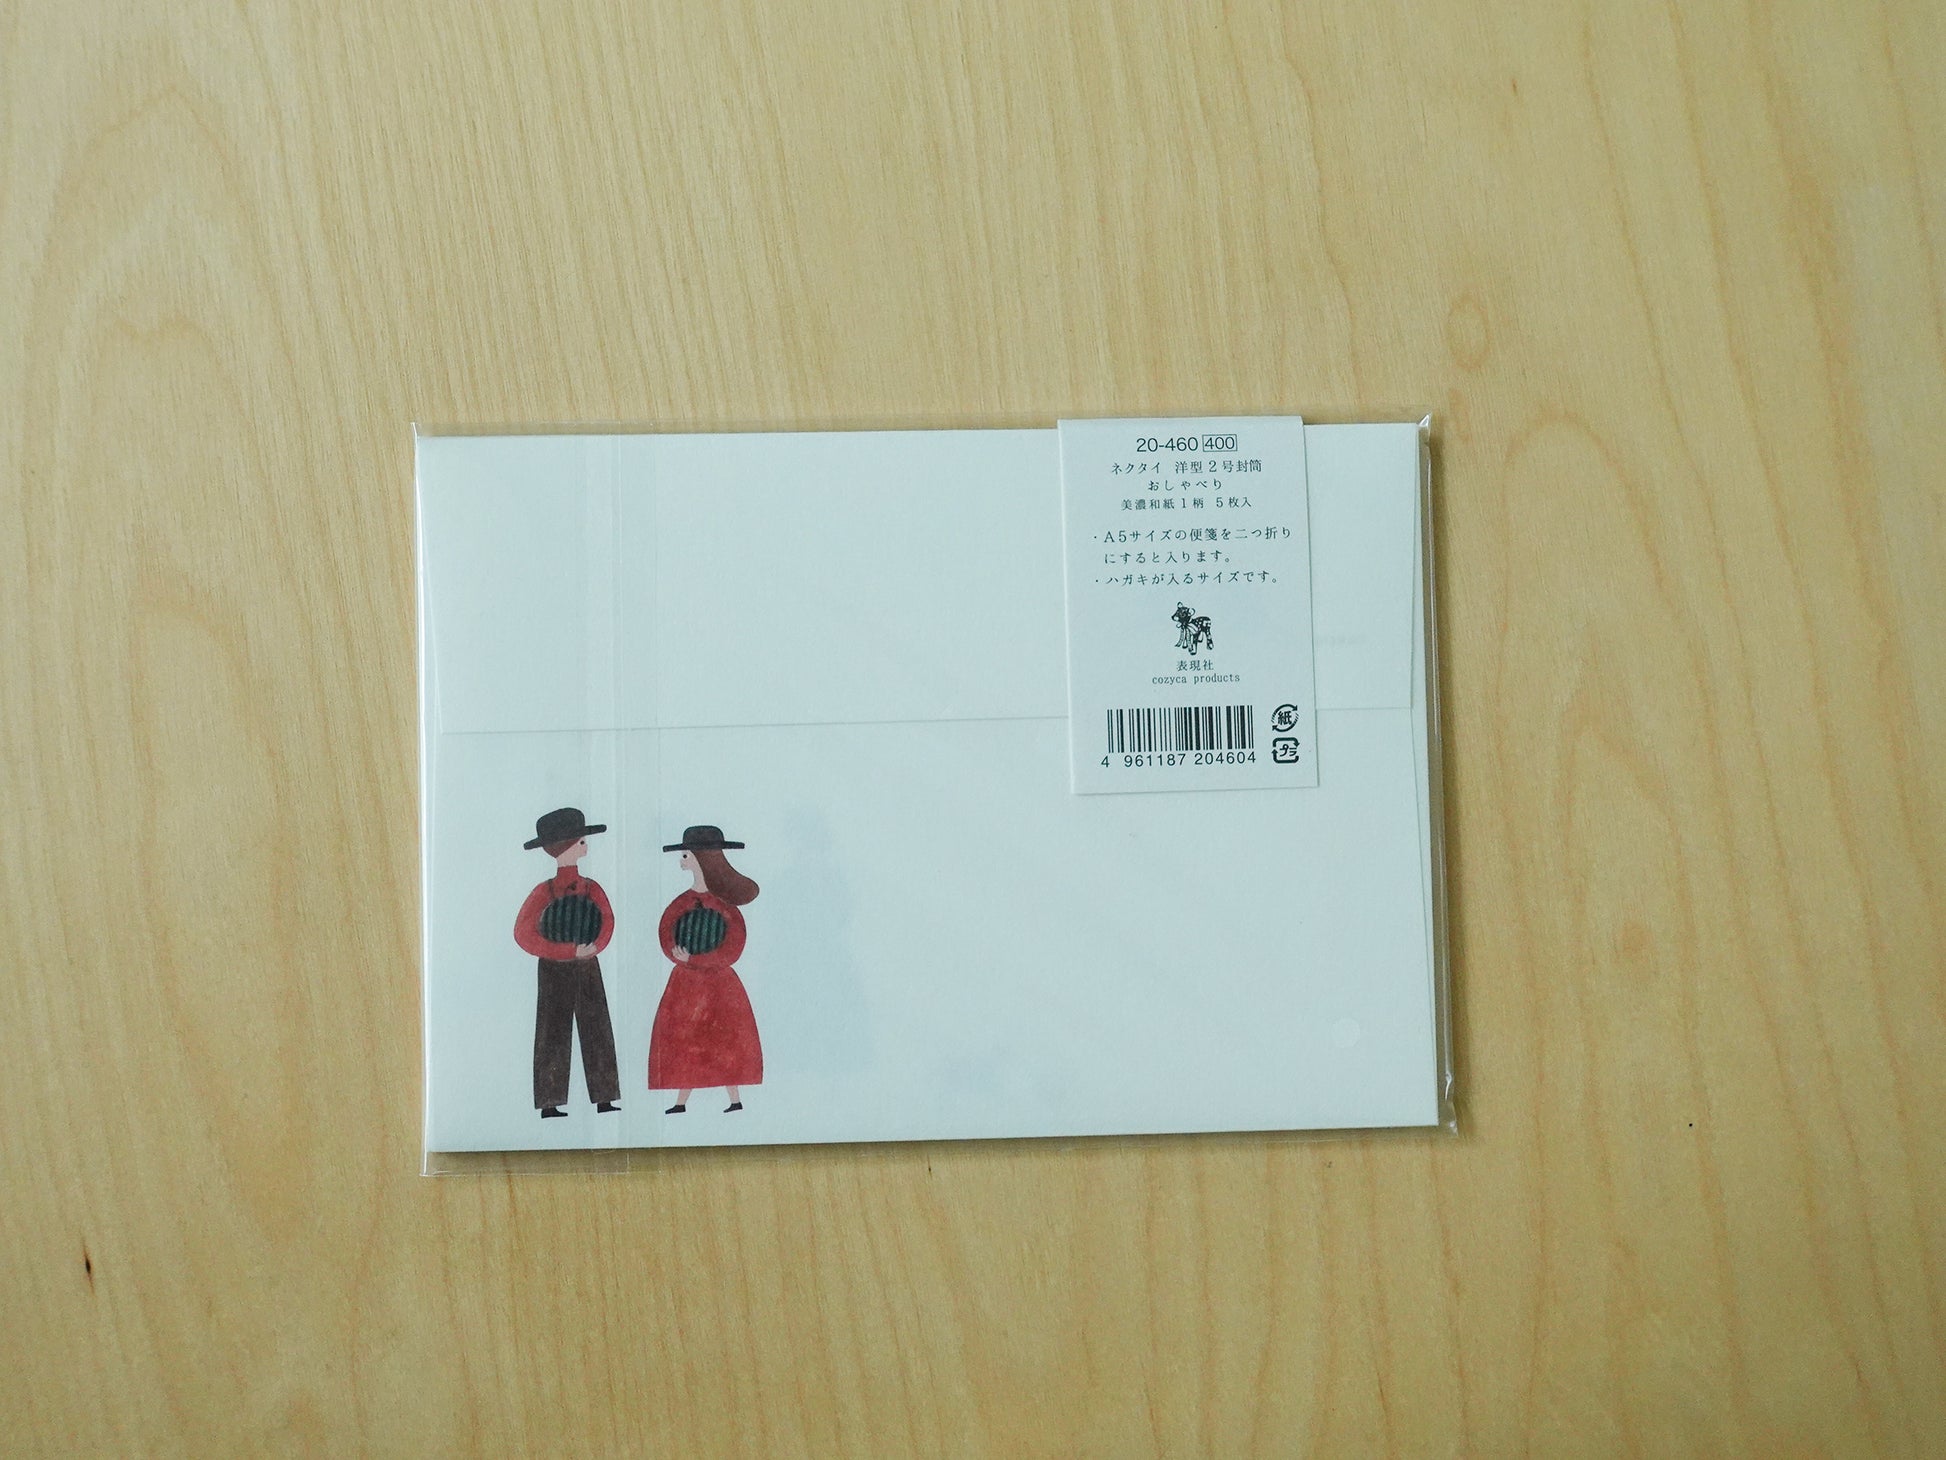 20-460 400
ネクタイ 洋型2号封筒
おしゃべり
美濃和紙1柄 5枚入
・A5サイズの便箋を二つ折り
にすると入ります。
・ハガキが入るサイズです。
表現社
cozyca products
紙
プラ
4 961187 204604